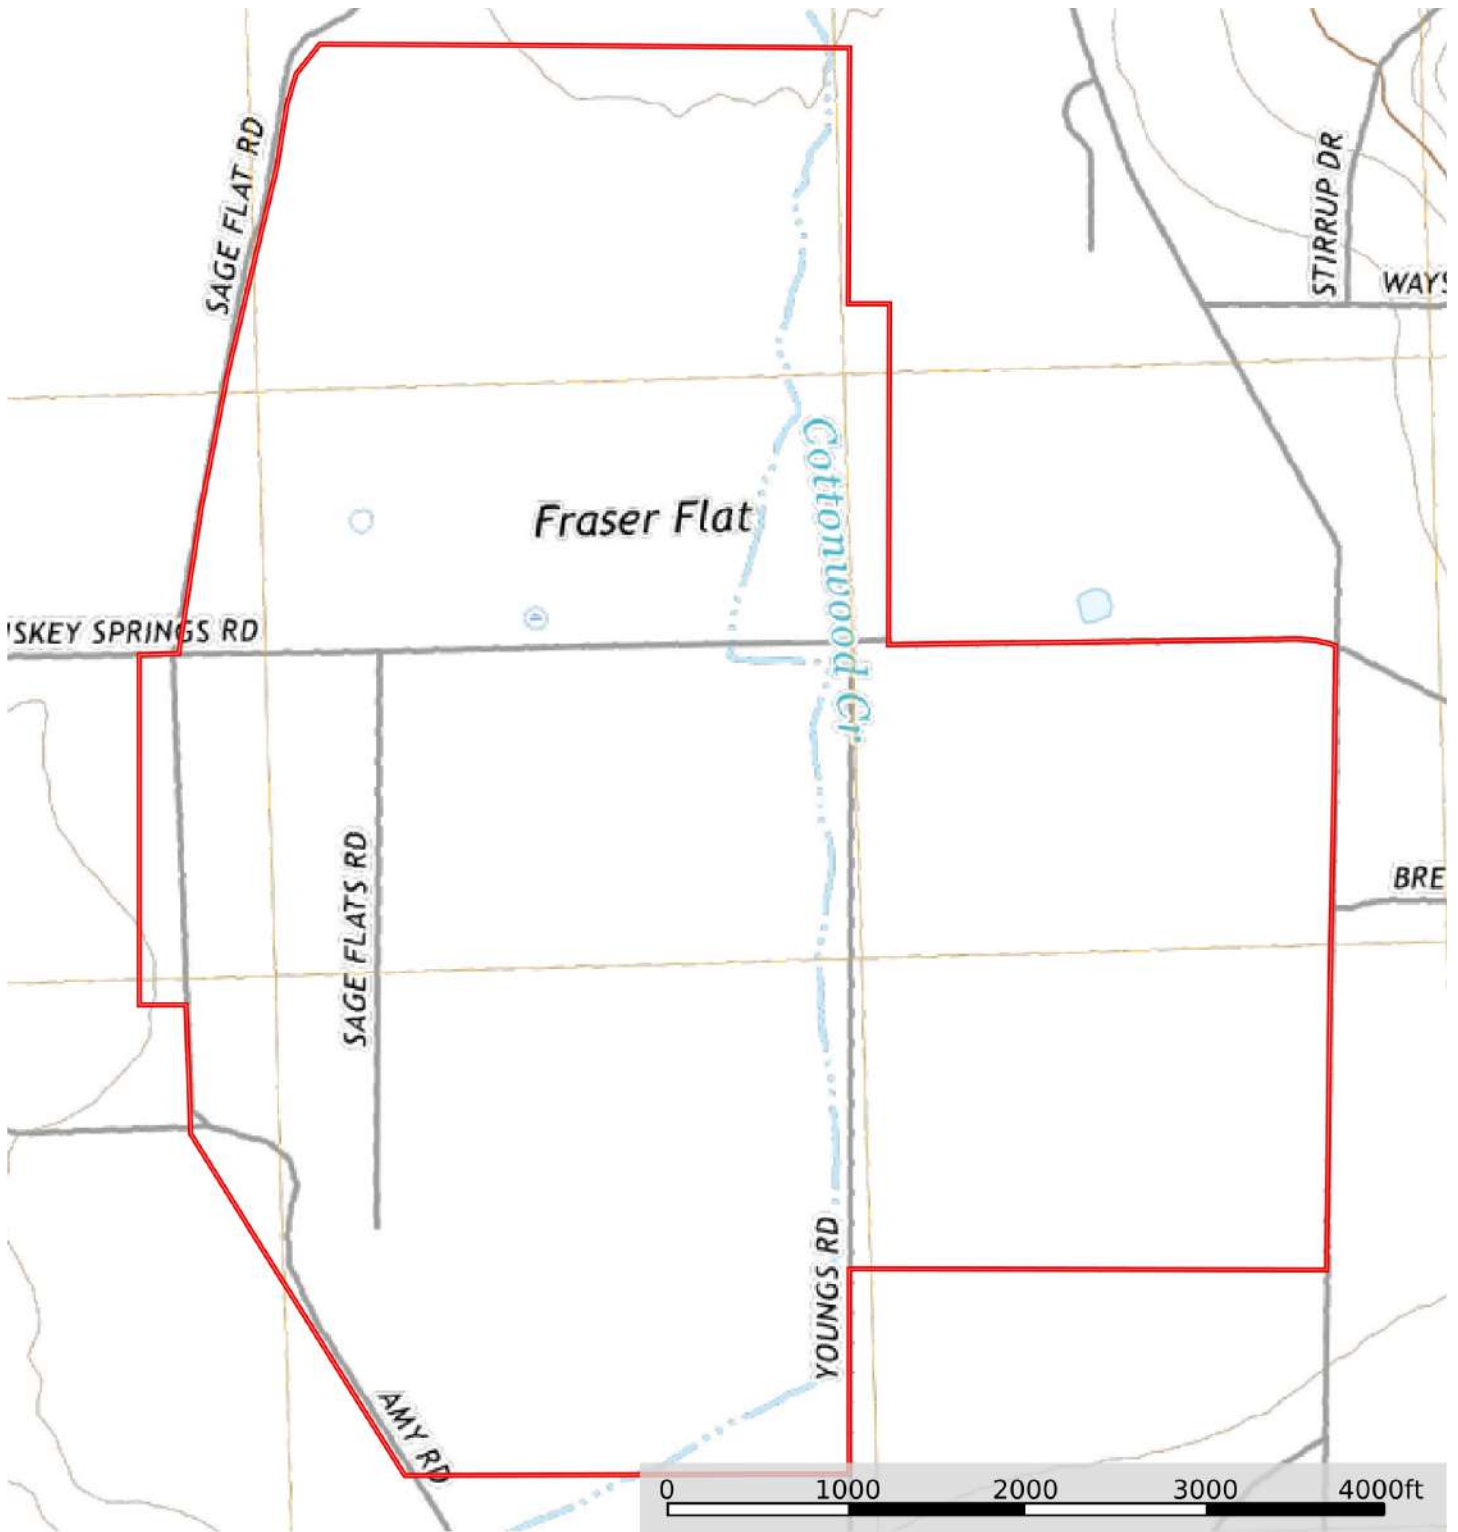 SAGE FLAT RD
STIRRUP DR
WAYS
Fraser Flat
Cottonwood Cr
ISKEY SPRINGS RD
SAGE FLATS RD
BRE
YOUNGS RD
AMY RD
0 1000 2000 3000 4000ft